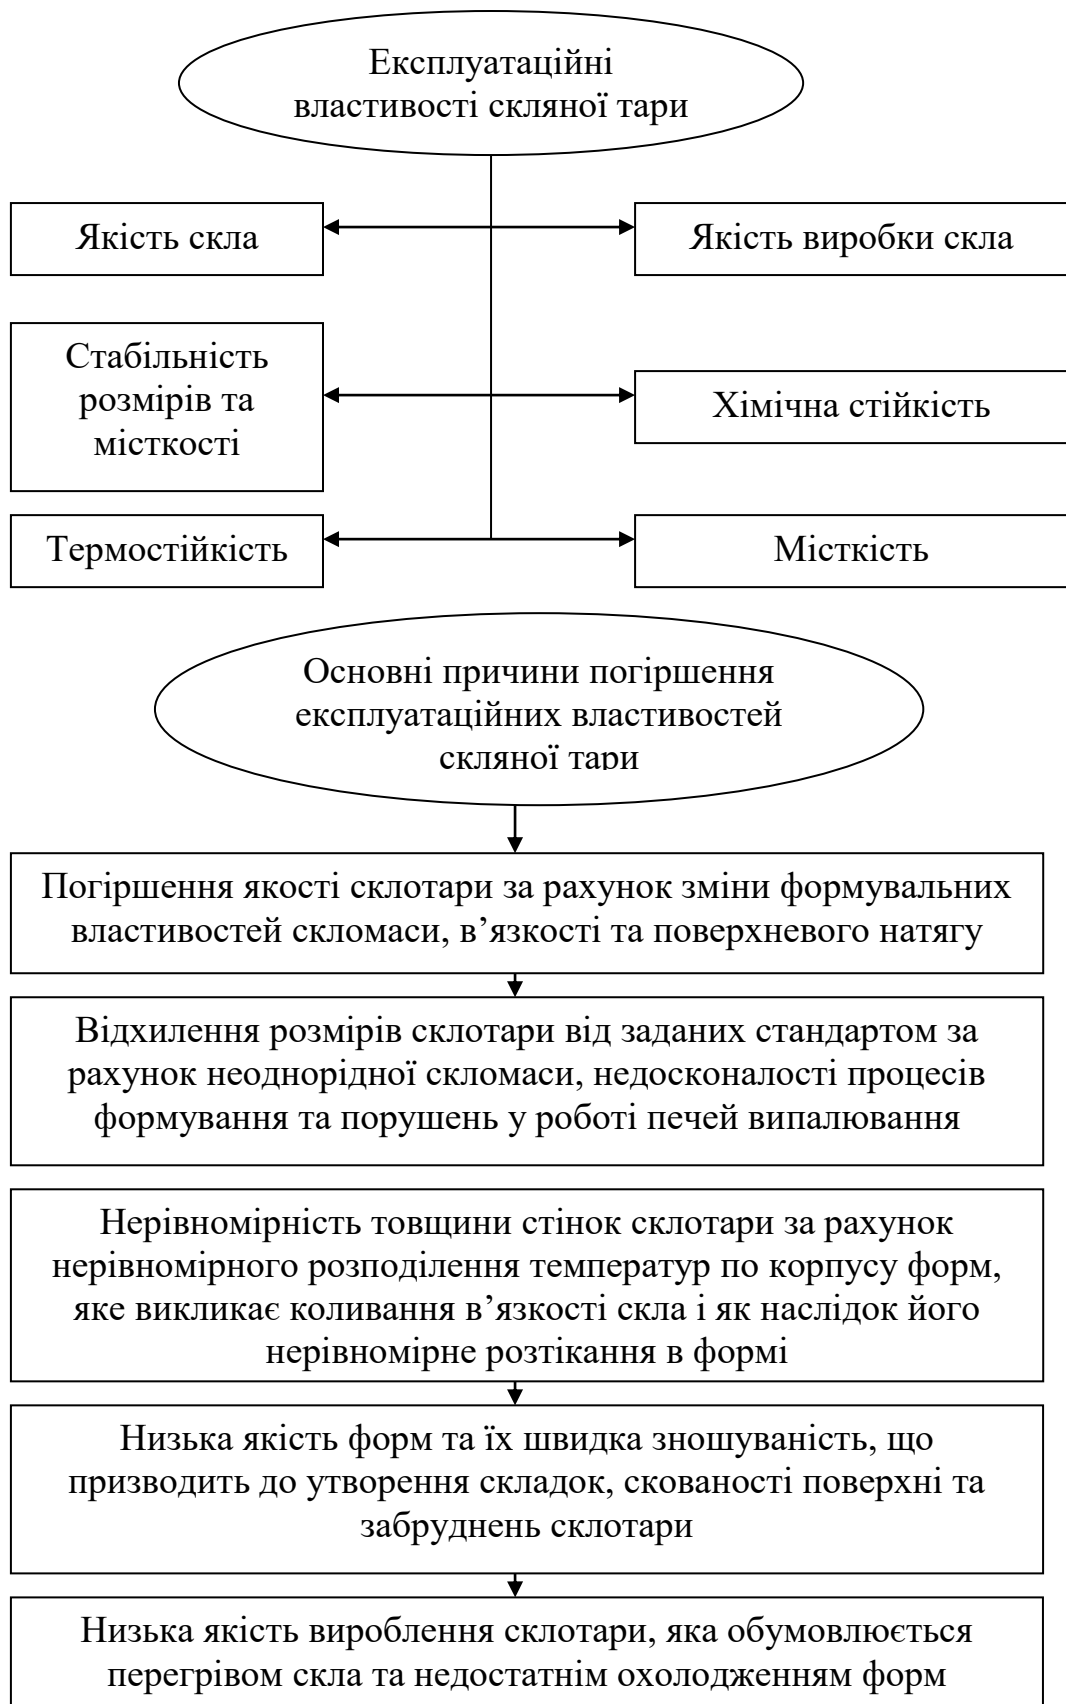 Експлуатаційні
властивості скляної тари
Якість скла
Якість виробки скла
Стабільність
розмірів та
місткості
Хімічна стійкість
Термостійкість
Місткість
Основні причини погіршення
експлуатаційних властивостей
скляної тари
Погіршення якості склотари за рахунок зміни формувальних
властивостей скломаси, в’язкості та поверхневого натягу
Відхилення розмірів склотари від заданих стандартом за
рахунок неоднорідної скломаси, недосконалості процесів
формування та порушень у роботі печей випалювання
Нерівномірність товщини стінок склотари за рахунок
нерівномірного розподілення температур по корпусу форм,
яке викликає коливання в’язкості скла і як наслідок його
нерівномірне розтікання в формі
Низька якість форм та їх швидка зношуваність, що
призводить до утворення складок, скованості поверхні та
забруднень склотари
Низька якість вироблення склотари, яка обумовлюється
перегрівом скла та недостатнім охолодженням форм